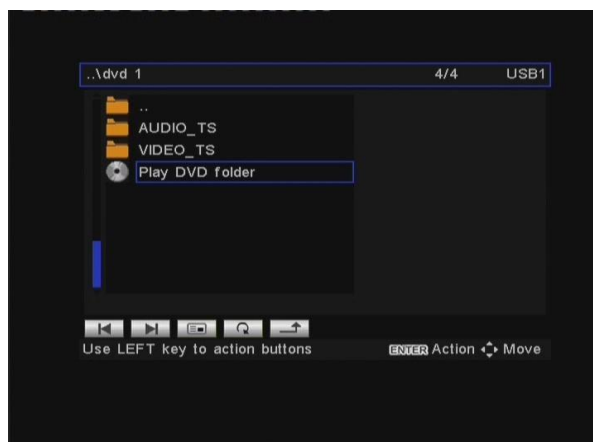 ..\dvd 1 4/4 USB1
..
AUDIO_TS
VIDEO_TS
Play DVD folder
Use LEFT key to action buttons ENTER Action Move